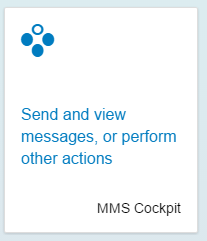 Send and view
messages, or perform
other actions
MMS Cockpit